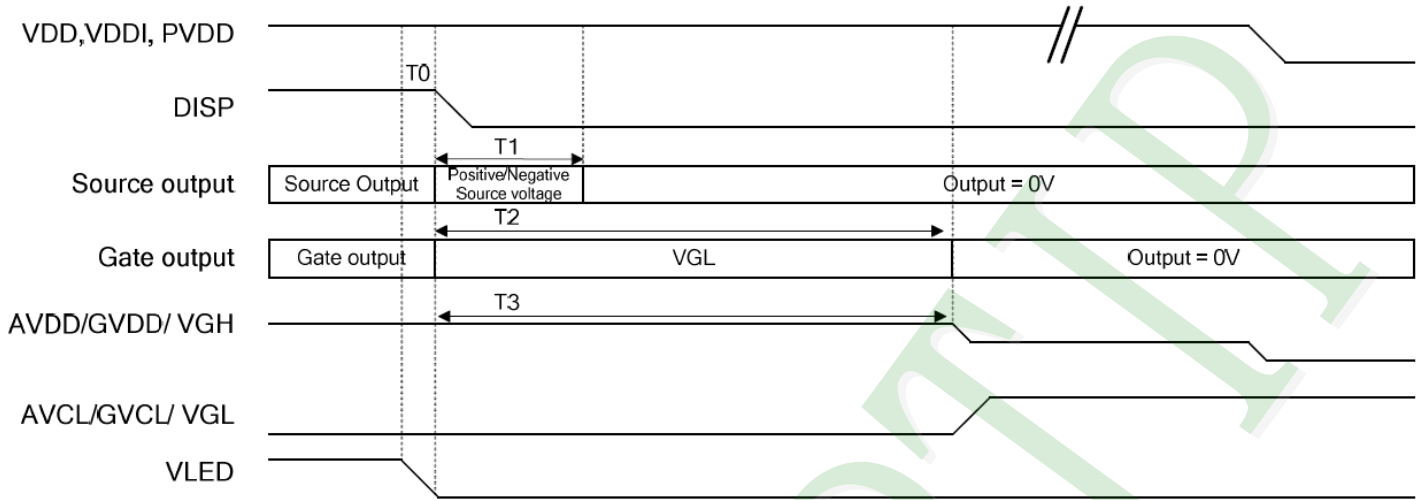 VDD,VDDI, PVDD
T0
DISP
T1
Source output
Source Output
Positive/Negative
Source voltage
Output = 0V
T2
Gate output
Gate output
VGL
Output = 0V
T3
AVDD/GVDD/ VGH
AVCL/GVCL/ VGL
VLED